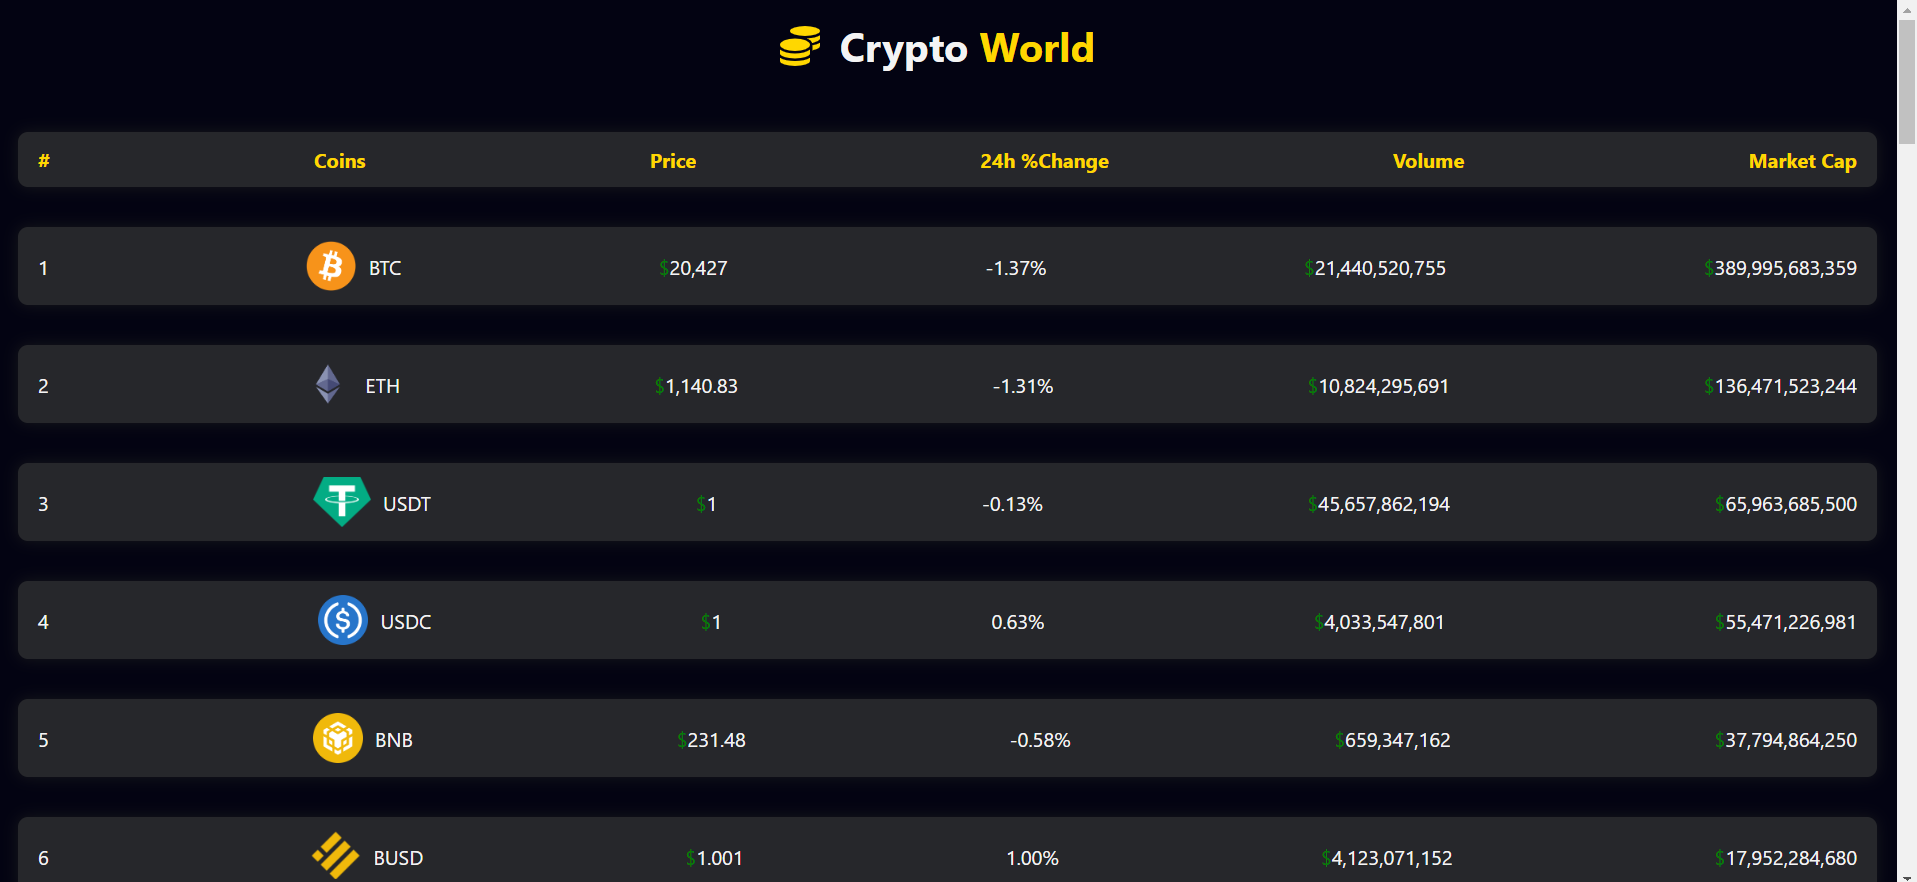 Crypto World
# Coins Price 24h %Change Volume Market Cap
1 BTC $20,427 -1.37% $21,440,520,755 $389,995,683,359
2 ETH $1,140.83 -1.31% $10,824,295,691 $136,471,523,244
3 USDT $1 -0.13% $45,657,862,194 $65,963,685,500
4 USDC $1 0.63% $4,033,547,801 $55,471,226,981
5 BNB $231.48 -0.58% $659,347,162 $37,794,864,250
6 BUSD $1.001 1.00% $4,123,071,152 $17,952,284,680